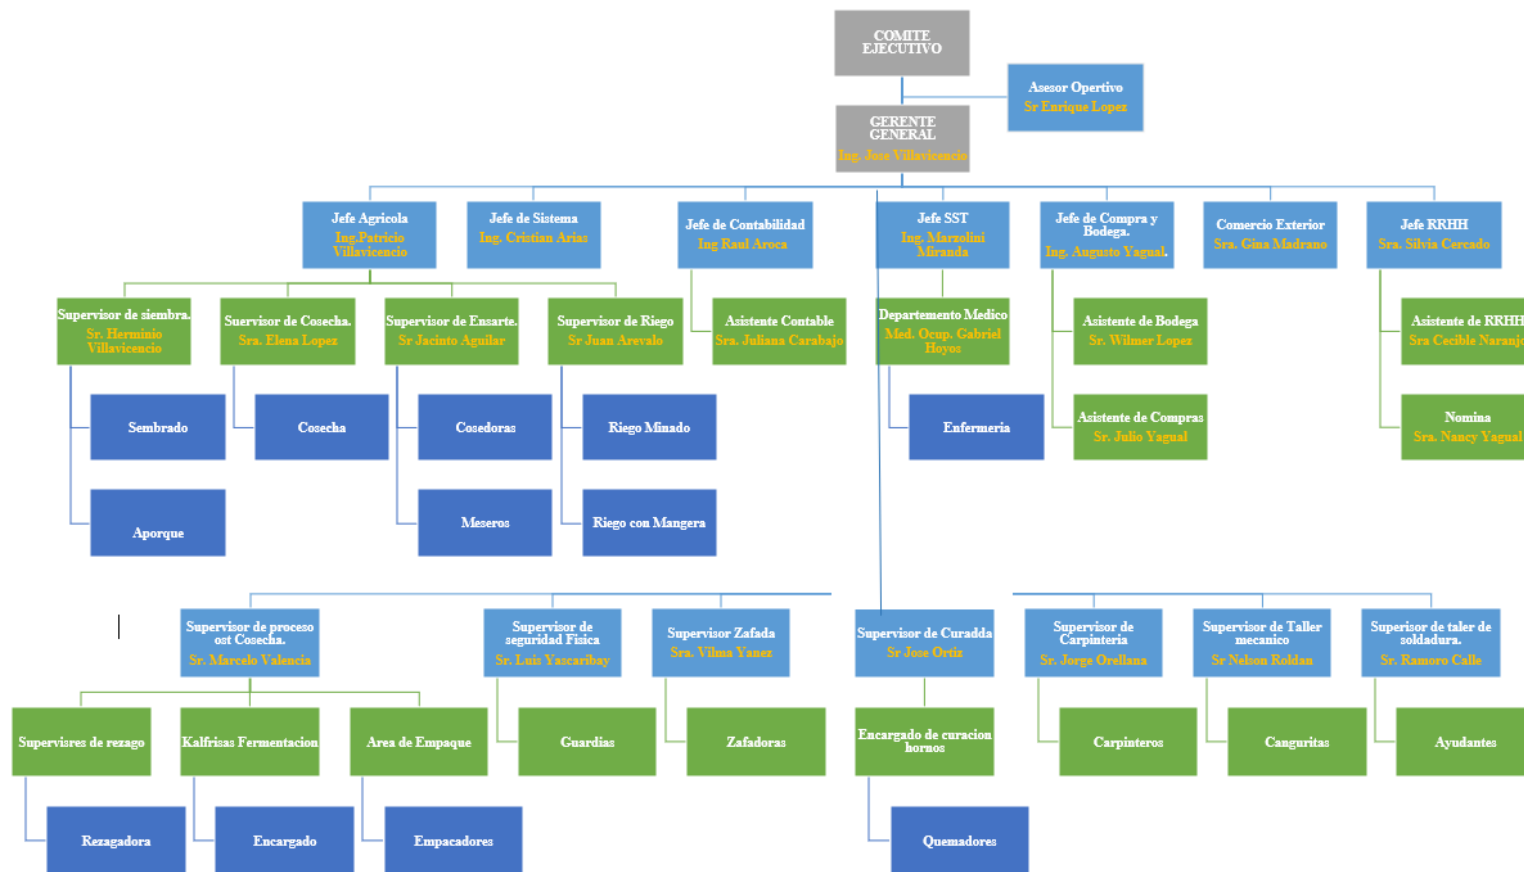 COMITE
EJECUTIVO
Asesor Opertivo
Sr Enrique Lopez
GERENTE
GENERAL
Ing. Jose Villavicencio
Jefe Agricola
Ing.Patricio
Villavicencio
Jefe de Sistema
Ing. Cristian Arias
Jefe de Contabilidad
Ing Raul Aroca
Jefe SST
Ing. Marzolini
Miranda
Jefe de Compra y
Bodega.
Ing. Augusto Yagual.
Comercio Exterior
Sra. Gina Madrano
Jefe RRHH
Sra. Silvia Cercado
Supervisor de siembra.
Sr. Herminio
Villavicencio
Suervisor de Cosecha.
Sra. Elena Lopez
Supervisor de Ensarte.
Sr Jacinto Aguilar
Supervisor de Riego
Sr Juan Arevalo
Asistente Contable
Sra. Juliana Carabajo
Departemento Medico
Med. Ocup. Gabriel
Hoyos
Asistente de Bodega
Sr. Wilmer Lopez
Asistente de RRHH
Sra Cecible Naranjo
Sembrado
Cosecha
Cosedoras
Riego Minado
Enfermeria
Asistente de Compras
Sr. Julio Yagual
Nomina
Sra. Nancy Yagual
Aporque
Meseros
Riego con Mangera
Supervisor de proceso
ost Cosecha.
Sr. Marcelo Valencia
Supervisor de
seguridad Fisica
Sr. Luis Yascaribay
Supervisor Zafada
Sra. Vilma Yanez
Supervisor de Curadda
Sr Jose Ortiz
Supervisor de
Carpinteria
Sr. Jorge Orellana
Supervisor de Taller
mecanico
Sr Nelson Roldan
Superisor de taler de
soldadura.
Sr. Ramoro Calle
Supervisres de rezago
Kalfrisas Fermentacion
Area de Empaque
Guardias
Zafadoras
Encargado de curacion
hornos
Carpinteros
Canguritas
Ayudantes
Rezagadora
Encargado
Empacadores
Quemadores